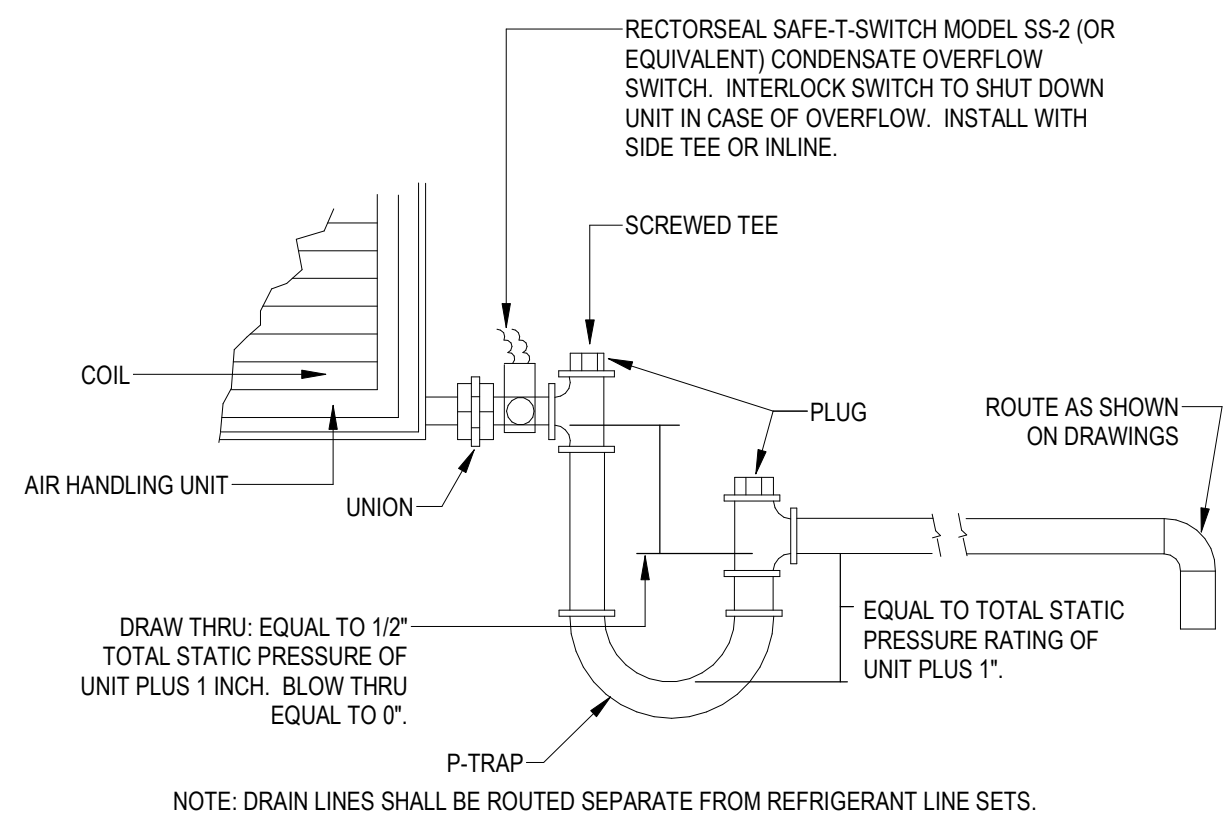 RECTORSEAL SAFE-T-SWITCH MODEL SS-2 (OR
EQUIVALENT) CONDENSATE OVERFLOW
SWITCH. INTERLOCK SWITCH TO SHUT DOWN
UNIT IN CASE OF OVERFLOW. INSTALL WITH
SIDE TEE OR INLINE.
SCREWED TEE
COIL
PLUG
ROUTE AS SHOWN
ON DRAWINGS
AIR HANDLING UNIT
UNION
DRAW THRU: EQUAL TO 1/2"
TOTAL STATIC PRESSURE OF
UNIT PLUS 1 INCH. BLOW THRU
EQUAL TO 0".
EQUAL TO TOTAL STATIC
PRESSURE RATING OF
UNIT PLUS 1".
P-TRAP
NOTE: DRAIN LINES SHALL BE ROUTED SEPARATE FROM REFRIGERANT LINE SETS.